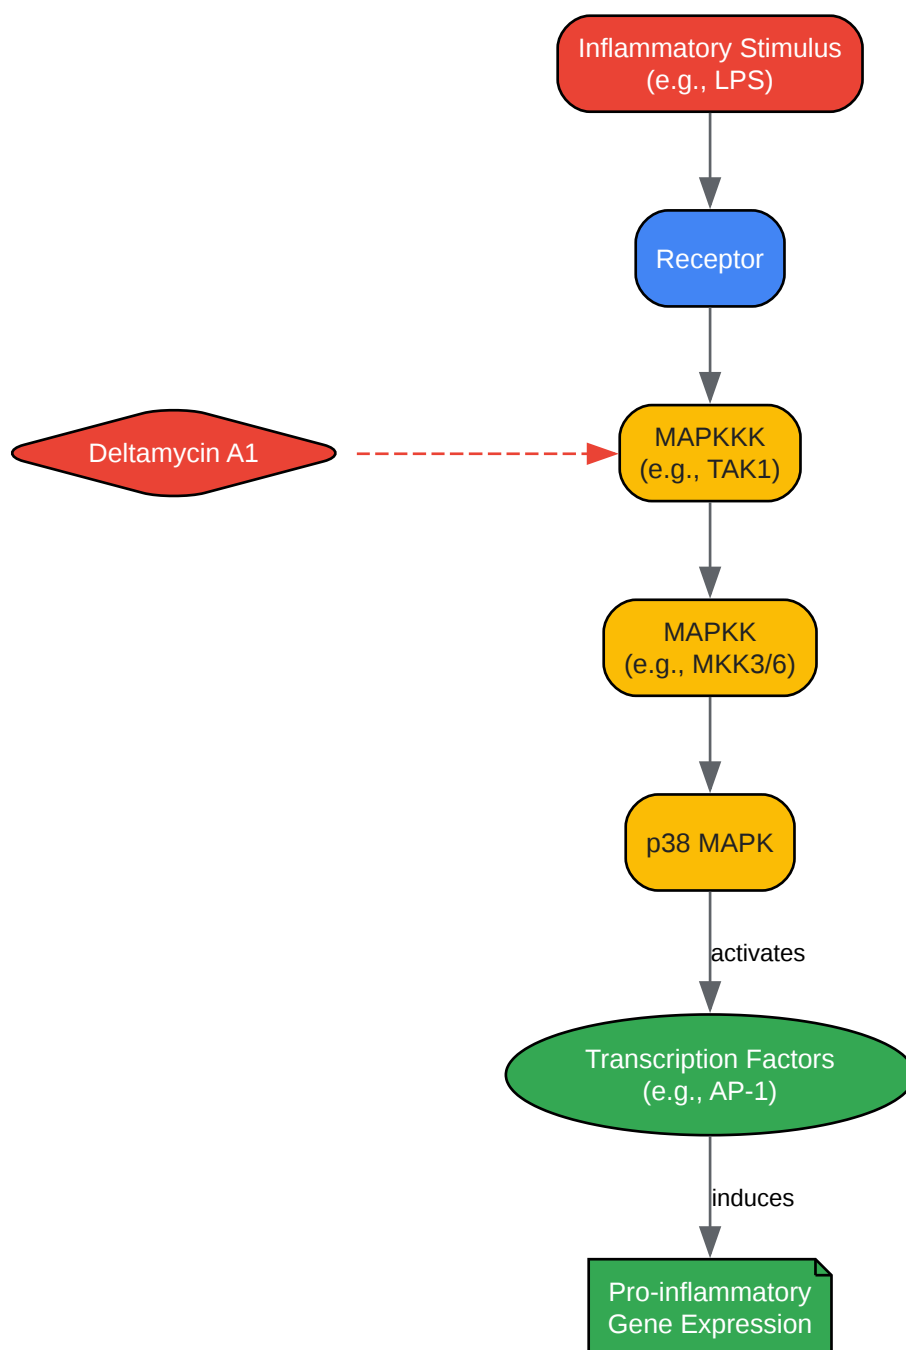 Inflammatory Stimulus
(e.g., LPS)
Receptor
Deltamycin A1
MAPKKK
(e.g., TAK1)
MAPKK
(e.g., MKK3/6)
p38 MAPK
activates
Transcription Factors
(e.g., AP-1)
induces
Pro-inflammatory
Gene Expression